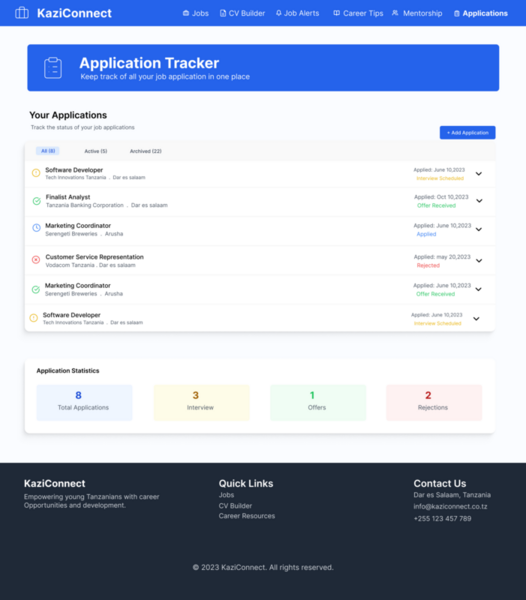 KaziConnect
Jobs CV Builder Job Alerts Career Tips Mentorship Applications
Application Tracker
Keep track of all your job application in one place
Your Applications
Track the status of your job applications
+ Add Application
All (8) Active (5) Archived (22)
Software Developer
Tech Innovations Tanzania . Dar es salaam
Applied: June 10,2023
Interview Scheduled
Finalist Analyst
Tanzania Banking Corporation . Dar es salaam
Applied: Oct 10,2023
Offer Received
Marketing Coordinator
Serengeti Breweries . Arusha
Applied: June 10,2023
Applied
Customer Service Representation
Vodacom Tanzania . Dar es salaam
Applied: may 20,2023
Rejected
Marketing Coordinator
Serengeti Breweries . Arusha
Applied: June 10,2023
Offer Received
Software Developer
Tech Innovations Tanzania . Dar es salaam
Applied: June 10,2023
Interview Scheduled
Application Statistics
8
Total Applications
3
Interview
1
Offers
2
Rejections
KaziConnect
Empowering young Tanzanians with career
Opportunities and development.
Quick Links
Jobs
CV Builder
Career Resources
Contact Us
Dar es Salaam, Tanzania
info@kaziconnect.co.tz
+255 123 457 789
© 2023 KaziConnect. All rights reserved.